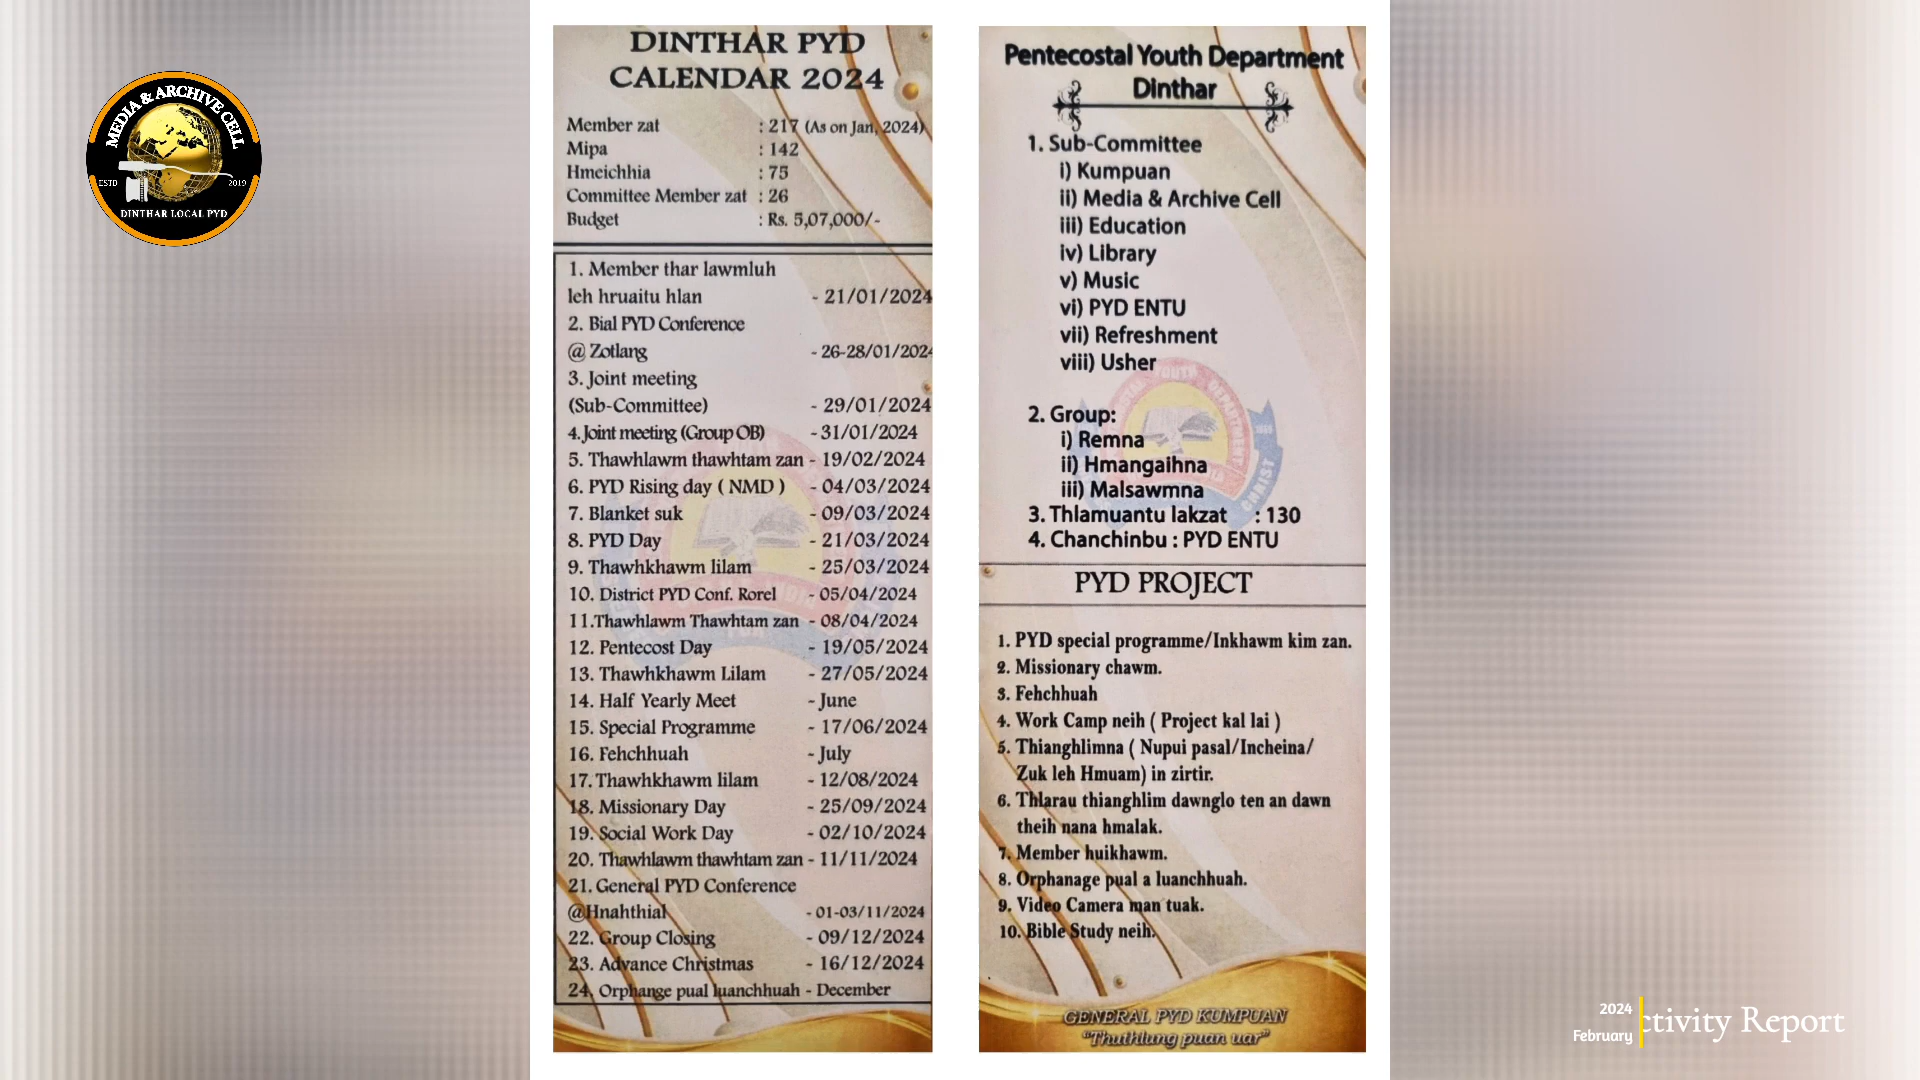 MEDIA & ARCHIVE CELL
ESTD 2019
DINTHAR LOCAL PYD
DINTHAR PYD
CALENDAR 2024
Member zat : 217 (As on Jan, 2024)
Mipa : 142
Hmeichhia : 75
Committee Member zat : 26
Budget : Rs. 5,07,000/-
1. Member thar lawmluh
leh hruaitu hlan - 21/01/2024
2. Bial PYD Conference
@ Zotlang - 26-28/01/2024
3. Joint meeting
(Sub-Committee) - 29/01/2024
4.Joint meeting (Group OB) - 31/01/2024
5. Thawhlawm thawhtam zan - 19/02/2024
6. PYD Rising day ( NMD ) - 04/03/2024
7. Blanket suk - 09/03/2024
8. PYD Day - 21/03/2024
9. Thawhkhawm lilam - 25/03/2024
10. District PYD Conf. Rorel - 05/04/2024
11.Thawhlawm Thawhtam zan - 08/04/2024
12. Pentecost Day - 19/05/2024
13. Thawhkhawm Lilam - 27/05/2024
14. Half Yearly Meet - June
15. Special Programme - 17/06/2024
16. Fehchhuah - July
17. Thawhkhawm lilam - 12/08/2024
18. Missionary Day - 25/09/2024
19. Social Work Day - 02/10/2024
20. Thawhlawm thawhtam zan - 11/11/2024
21. General PYD Conference
@Hnahthial - 01-03/11/2024
22. Group Closing - 09/12/2024
23. Advance Christmas - 16/12/2024
24. Orphange pual luanchhuah - December
Pentecostal Youth Department
Dinthar
1. Sub-Committee
i) Kumpuan
ii) Media & Archive Cell
iii) Education
iv) Library
v) Music
vi) PYD ENTU
vii) Refreshment
viii) Usher
2. Group:
i) Remna
ii) Hmangaihna
iii) Malsawmna
3. Thlamuantu lakzat : 130
4. Chanchinbu : PYD ENTU
PYD PROJECT
1. PYD special programme/Inkhawm kim zan.
2. Missionary chawm.
3. Fehchhuah
4. Work Camp neih ( Project kal lai )
5. Thianghlimna ( Nupui pasal/Incheina/
Zuk leh Hmuam) in zirtir.
6. Thlarau thianghlim dawnglo ten an dawn
theih nana hmalak.
7. Member huikhawm.
8. Orphanage pual a luanchhuah.
9. Video Camera man tuak.
10. Bible Study neih.
GENERAL PYD KUMPUAN
"Thuthlung puan uar"
2024
February
ctivity Report